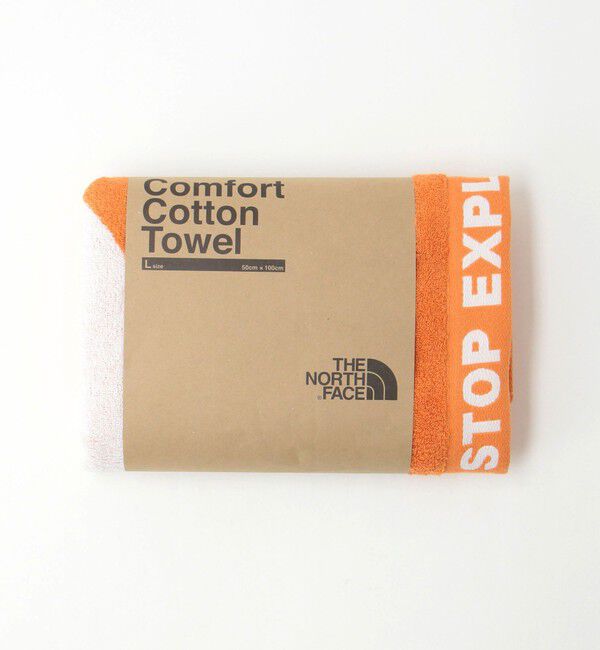 Comfort
Cotton
Towel
L size 50cm × 100cm
THE
NORTH
FACE
STOP EXPL